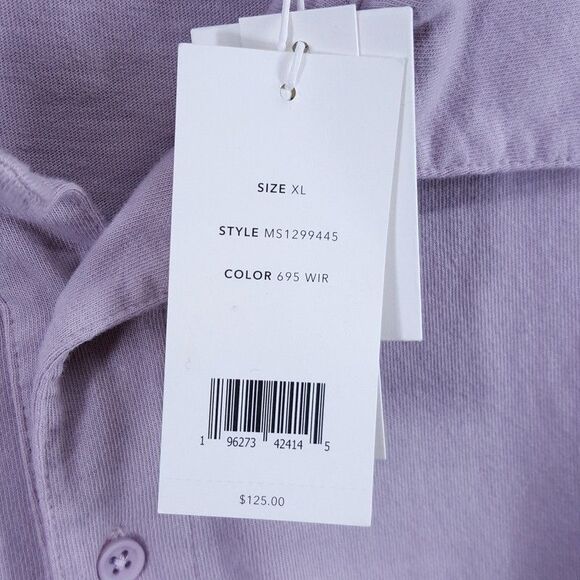 SIZE XL
STYLE MS1299445
COLOR 695 WIR
1 96273 42414 5
$125.00